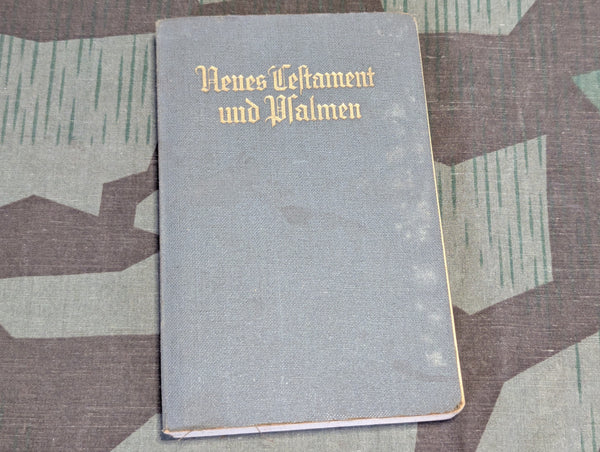 Neues Teſtament
und Pſalmen